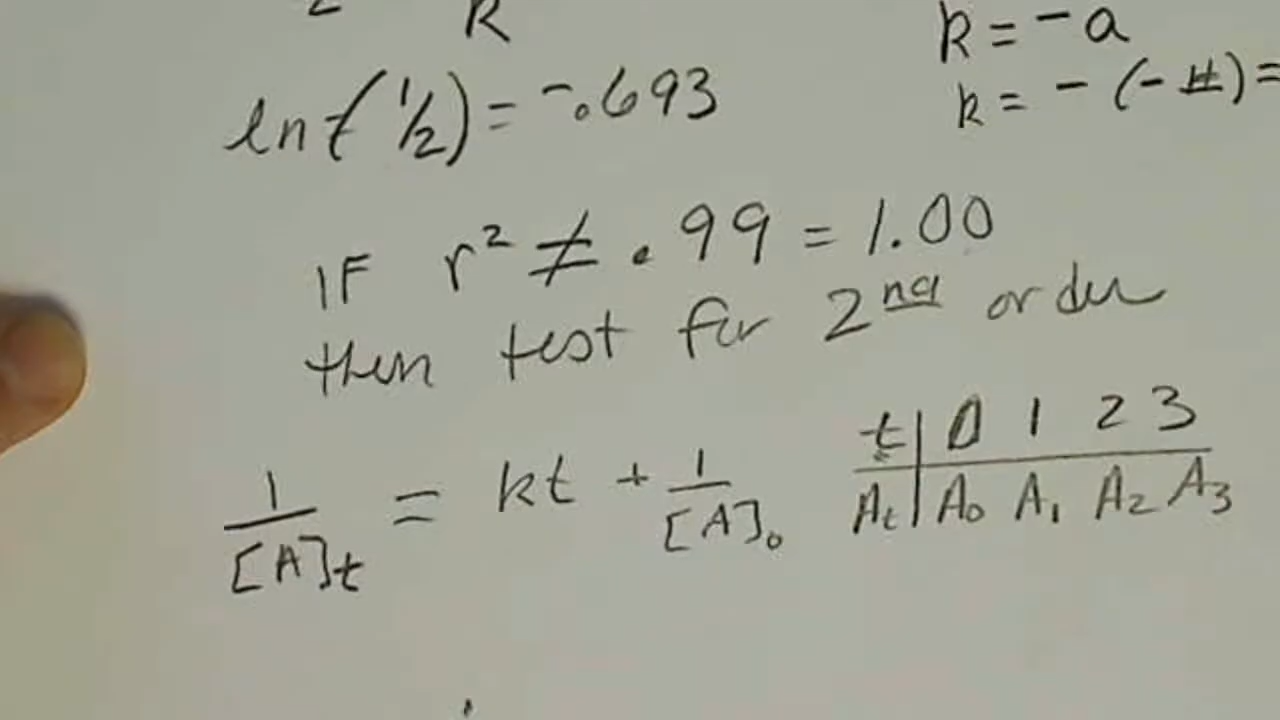 2 k
k = -a
ln(1/2) = -.693
k = -(-#) =
IF r² ≠ .99 = 1.00
then test for 2nd order
t | 0 1 2 3
1/[A]t = kt + 1/[A]₀
At | A₀ A₁ A₂ A₃